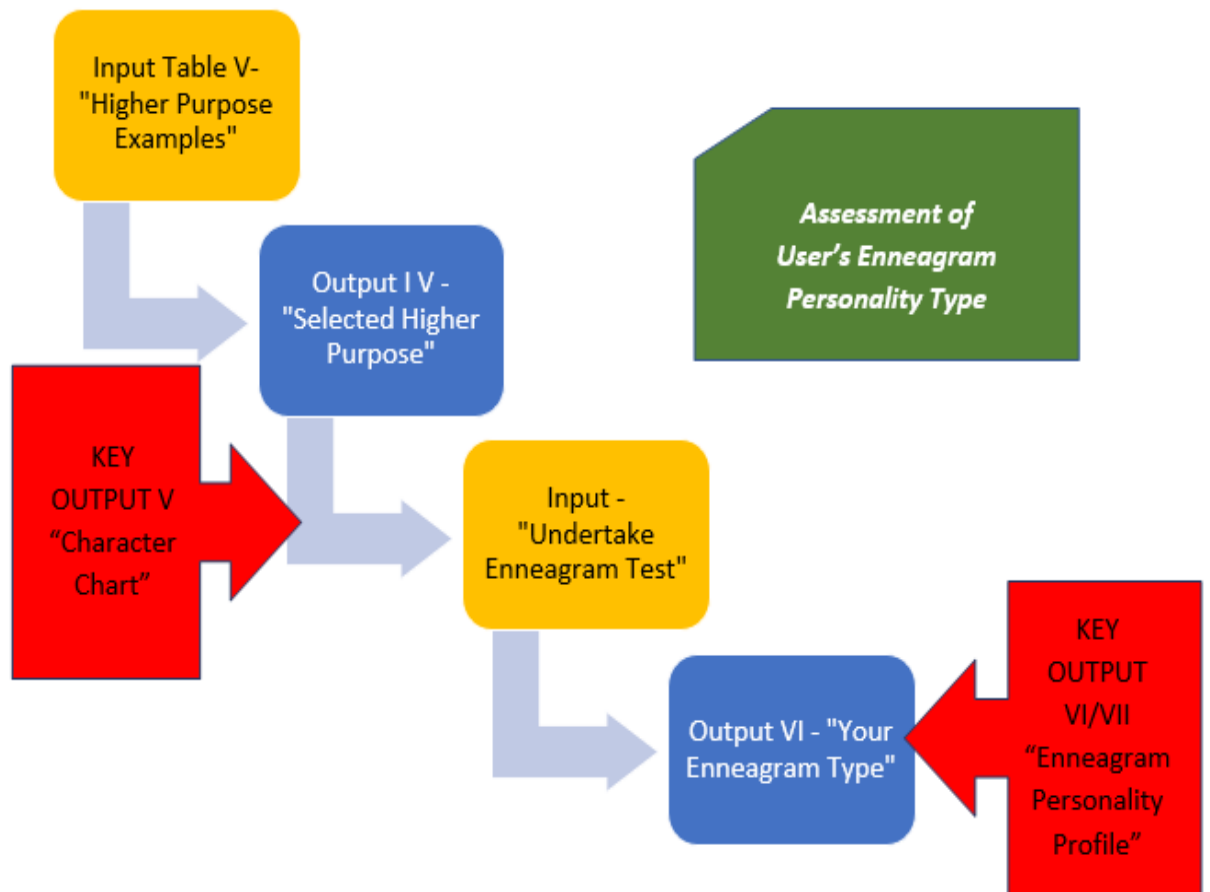 Input Table V-
"Higher Purpose
Examples"
Assessment of
User’s Enneagram
Personality Type
Output I V -
"Selected Higher
Purpose"
KEY
OUTPUT V
“Character
Chart”
Input -
"Undertake
Enneagram Test"
Output VI - "Your
Enneagram Type"
KEY
OUTPUT
VI/VII
“Enneagram
Personality
Profile”